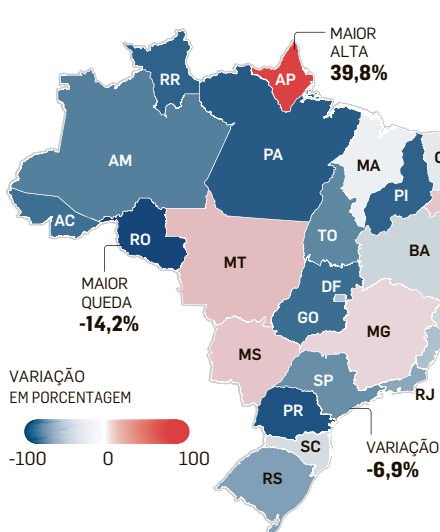 MAIOR
ALTA
39,8%
RR
AP
AM
PA
MA
PI
AC
RO
TO
BA
MT
DF
GO
MAIOR
QUEDA
-14,2%
MG
MS
SP
RJ
PR
SC
RS
VARIAÇÃO
-6,9%
VARIAÇÃO
EM PORCENTAGEM
-100 0 100